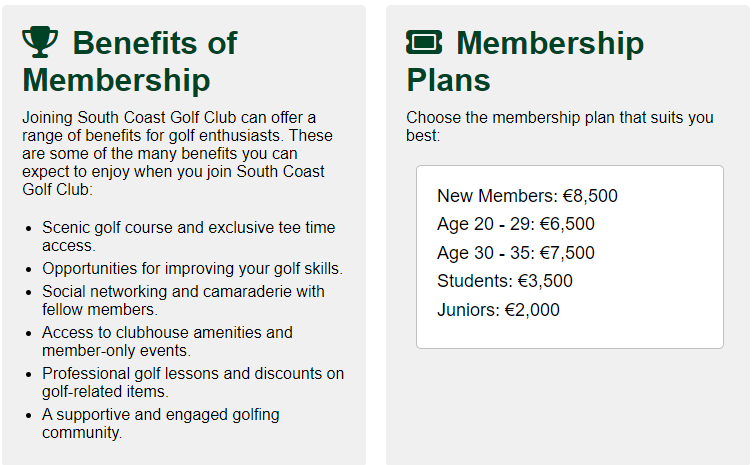 Benefits of
Membership
Joining South Coast Golf Club can offer a
range of benefits for golf enthusiasts. These
are some of the many benefits you can
expect to enjoy when you join South Coast
Golf Club:
Scenic golf course and exclusive tee time
access.
Opportunities for improving your golf skills.
Social networking and camaraderie with
fellow members.
Access to clubhouse amenities and
member-only events.
Professional golf lessons and discounts on
golf-related items.
A supportive and engaged golfing
community.
Membership
Plans
Choose the membership plan that suits you
best:
New Members: €8,500
Age 20 - 29: €6,500
Age 30 - 35: €7,500
Students: €3,500
Juniors: €2,000